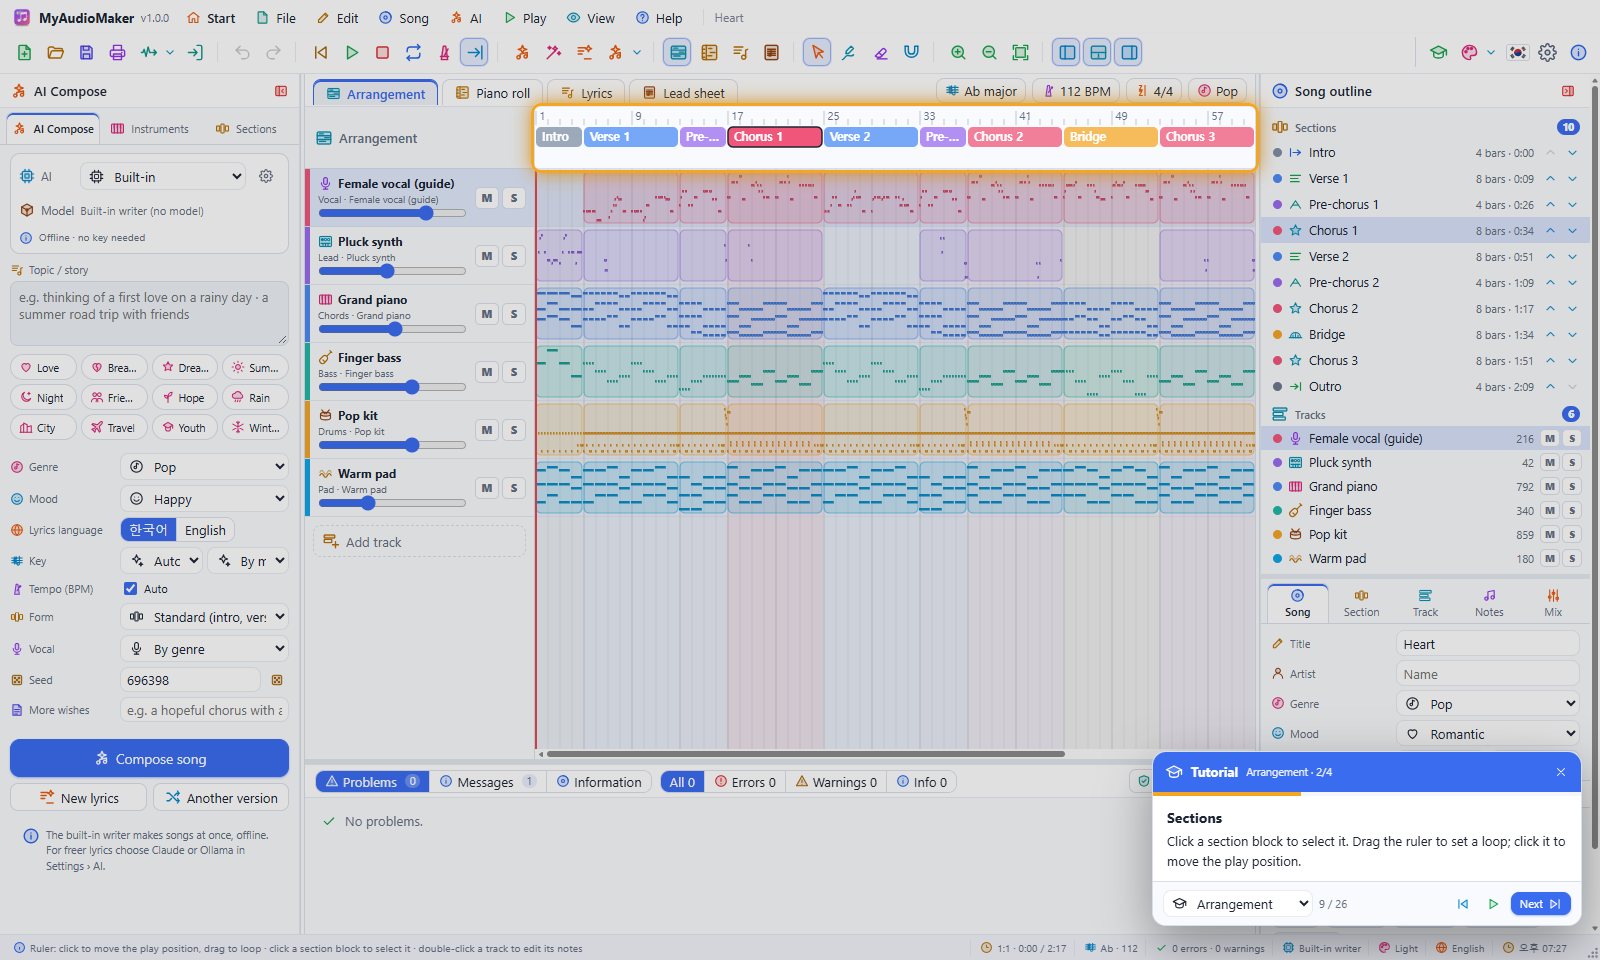 MyAudioMaker v1.0.0 Start File Edit Song AI Play View Help Heart
AI Compose
AI Compose Instruments Sections
AI Built-in
Model Built-in writer (no model)
Offline · no key needed
Topic / story
e.g. thinking of a first love on a rainy day · a
summer road trip with friends
Love Brea... Drea... Sum...
Night Frie... Hope Rain
City Travel Youth Wint...
Genre Pop
Mood Happy
Lyrics language 한국어 English
Key Auto By m
Tempo (BPM) Auto
Form Standard (intro, vers
Vocal By genre
Seed 696398
More wishes e.g. a hopeful chorus with a
Compose song
New lyrics Another version
The built-in writer makes songs at once, offline.
For freer lyrics choose Claude or Ollama in
Settings › AI.
Arrangement Piano roll Lyrics Lead sheet Ab major 112 BPM 4/4 Pop
Arrangement
1 9 17 25 33 41 49 57
Intro Verse 1 Pre-... Chorus 1 Verse 2 Pre-... Chorus 2 Bridge Chorus 3
Female vocal (guide)
Vocal · Female vocal (guide)
M S
Pluck synth
Lead · Pluck synth
M S
Grand piano
Chords · Grand piano
M S
Finger bass
Bass · Finger bass
M S
Pop kit
Drums · Pop kit
M S
Warm pad
Pad · Warm pad
M S
Add track
Problems 0 Messages 1 Information All 0 Errors 0 Warnings 0 Info 0
No problems.
Song outline
Sections 10
Intro 4 bars · 0:00
Verse 1 8 bars · 0:09
Pre-chorus 1 4 bars · 0:26
Chorus 1 8 bars · 0:34
Verse 2 8 bars · 0:51
Pre-chorus 2 4 bars · 1:09
Chorus 2 8 bars · 1:17
Bridge 8 bars · 1:34
Chorus 3 8 bars · 1:51
Outro 4 bars · 2:09
Tracks 6
Female vocal (guide) 216 M S
Pluck synth 42 M S
Grand piano 792 M S
Finger bass 340 M S
Pop kit 859 M S
Warm pad 180 M S
Song Section Track Notes Mix
Title Heart
Artist Name
Genre Pop
Mood Romantic
Tutorial Arrangement · 2/4
Sections
Click a section block to select it. Drag the ruler to set a loop; click it to
move the play position.
Arrangement 9 / 26 Next
Ruler: click to move the play position, drag to loop · click a section block to select it · double-click a track to edit its notes
1:1 · 0:00 / 2:17 Ab · 112 0 errors · 0 warnings Built-in writer Light English 오후 07:27